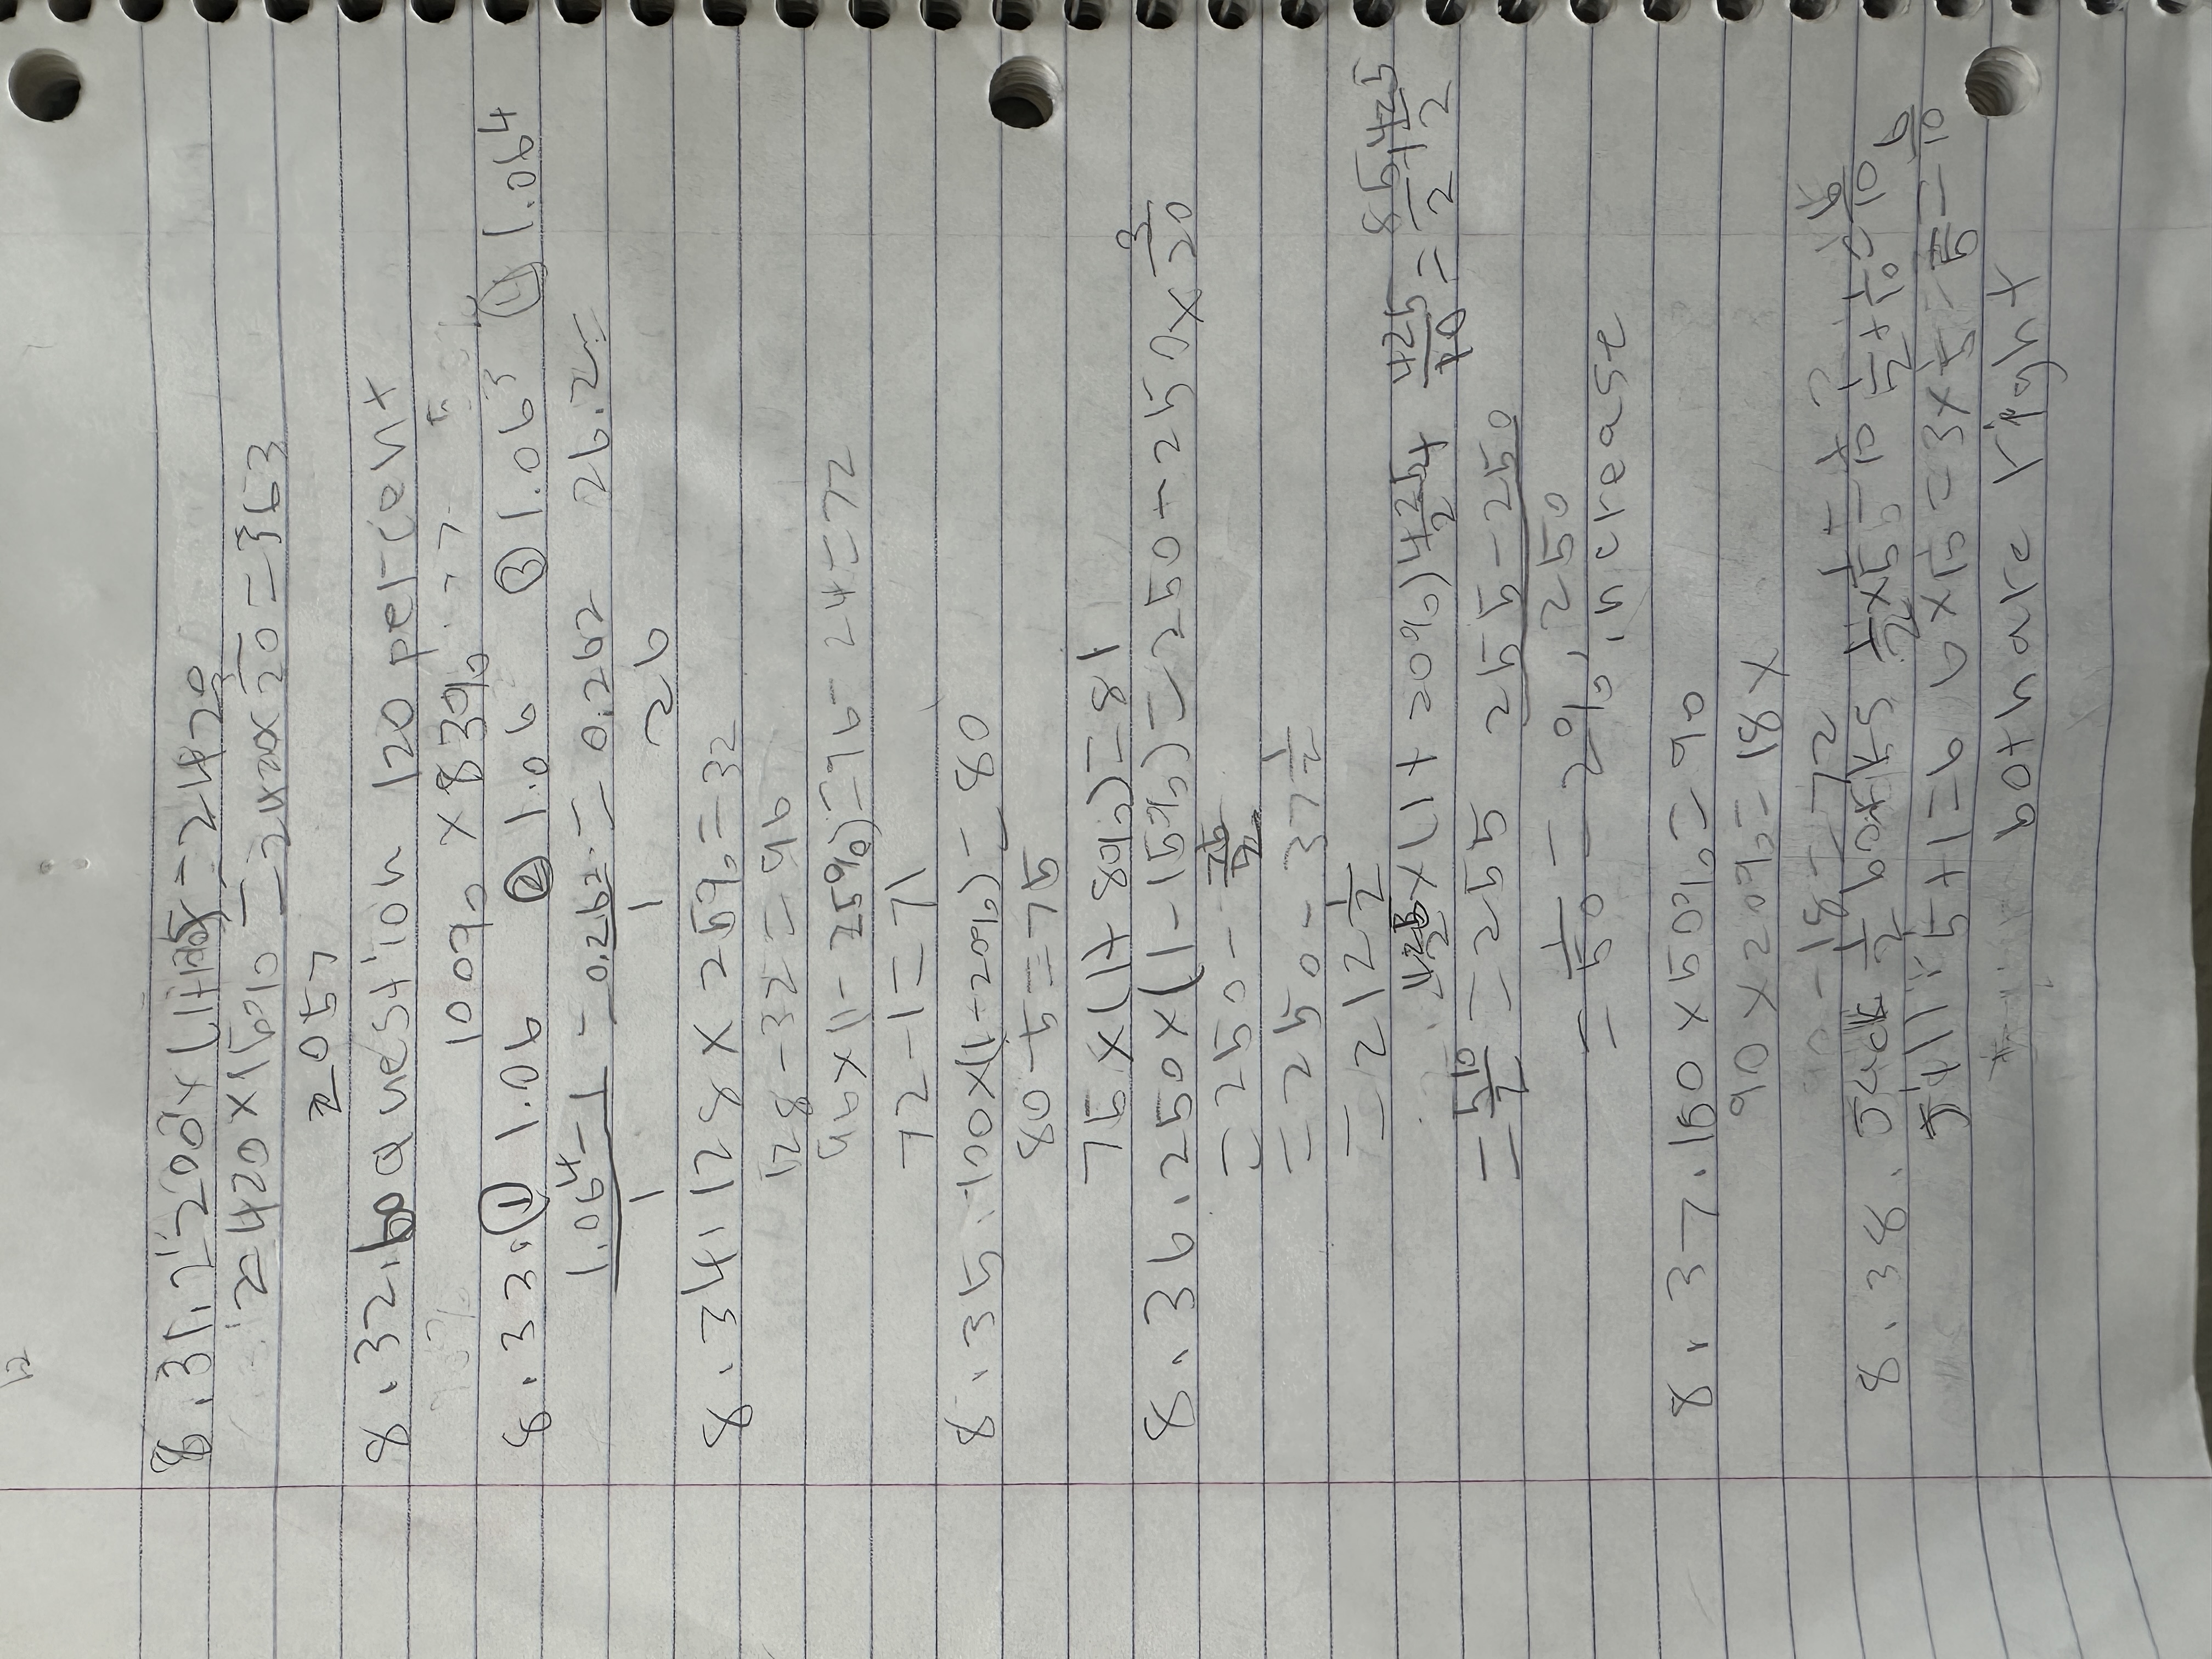 12
8.31. 2200 × (1+ = 2420
2420 × 15% = 2420 × 3/20 = 363
2057
8.32. 60 question 120 percent
100% × 83%
8.33. ① 1.06 ② 1.06 ③ 1.06³ ④ 1.06⁴
(1.06⁴-1)/1 = 0.262/1 = 0.262 26.2=
26
8.34. 128 × 25% = 32
128-32=96
96×(1-25%)=96-24=72
72-1=71
8.35. 100×(1-20%)=80
80-5=75
75×(1+8%)=81
8.36. 250×(1-15%)=250-250×3/20
=250-75/2
=250-37 1/2
=212 1/2
425/2×(1+20%) 425/2+ 425/10 = 85/2+425/2
=510/2=255 (255-250)/250
=1/50=2%, increase
8.37. 180×50%=90
90×20%=18×
90-18=72
8.38. Jack 1/2 books 1/2×1/5=1/10 1/2+1/10=6/10
Jill: 5+1=6 6×1/10=3×1/5=3/5=6/10
both are right